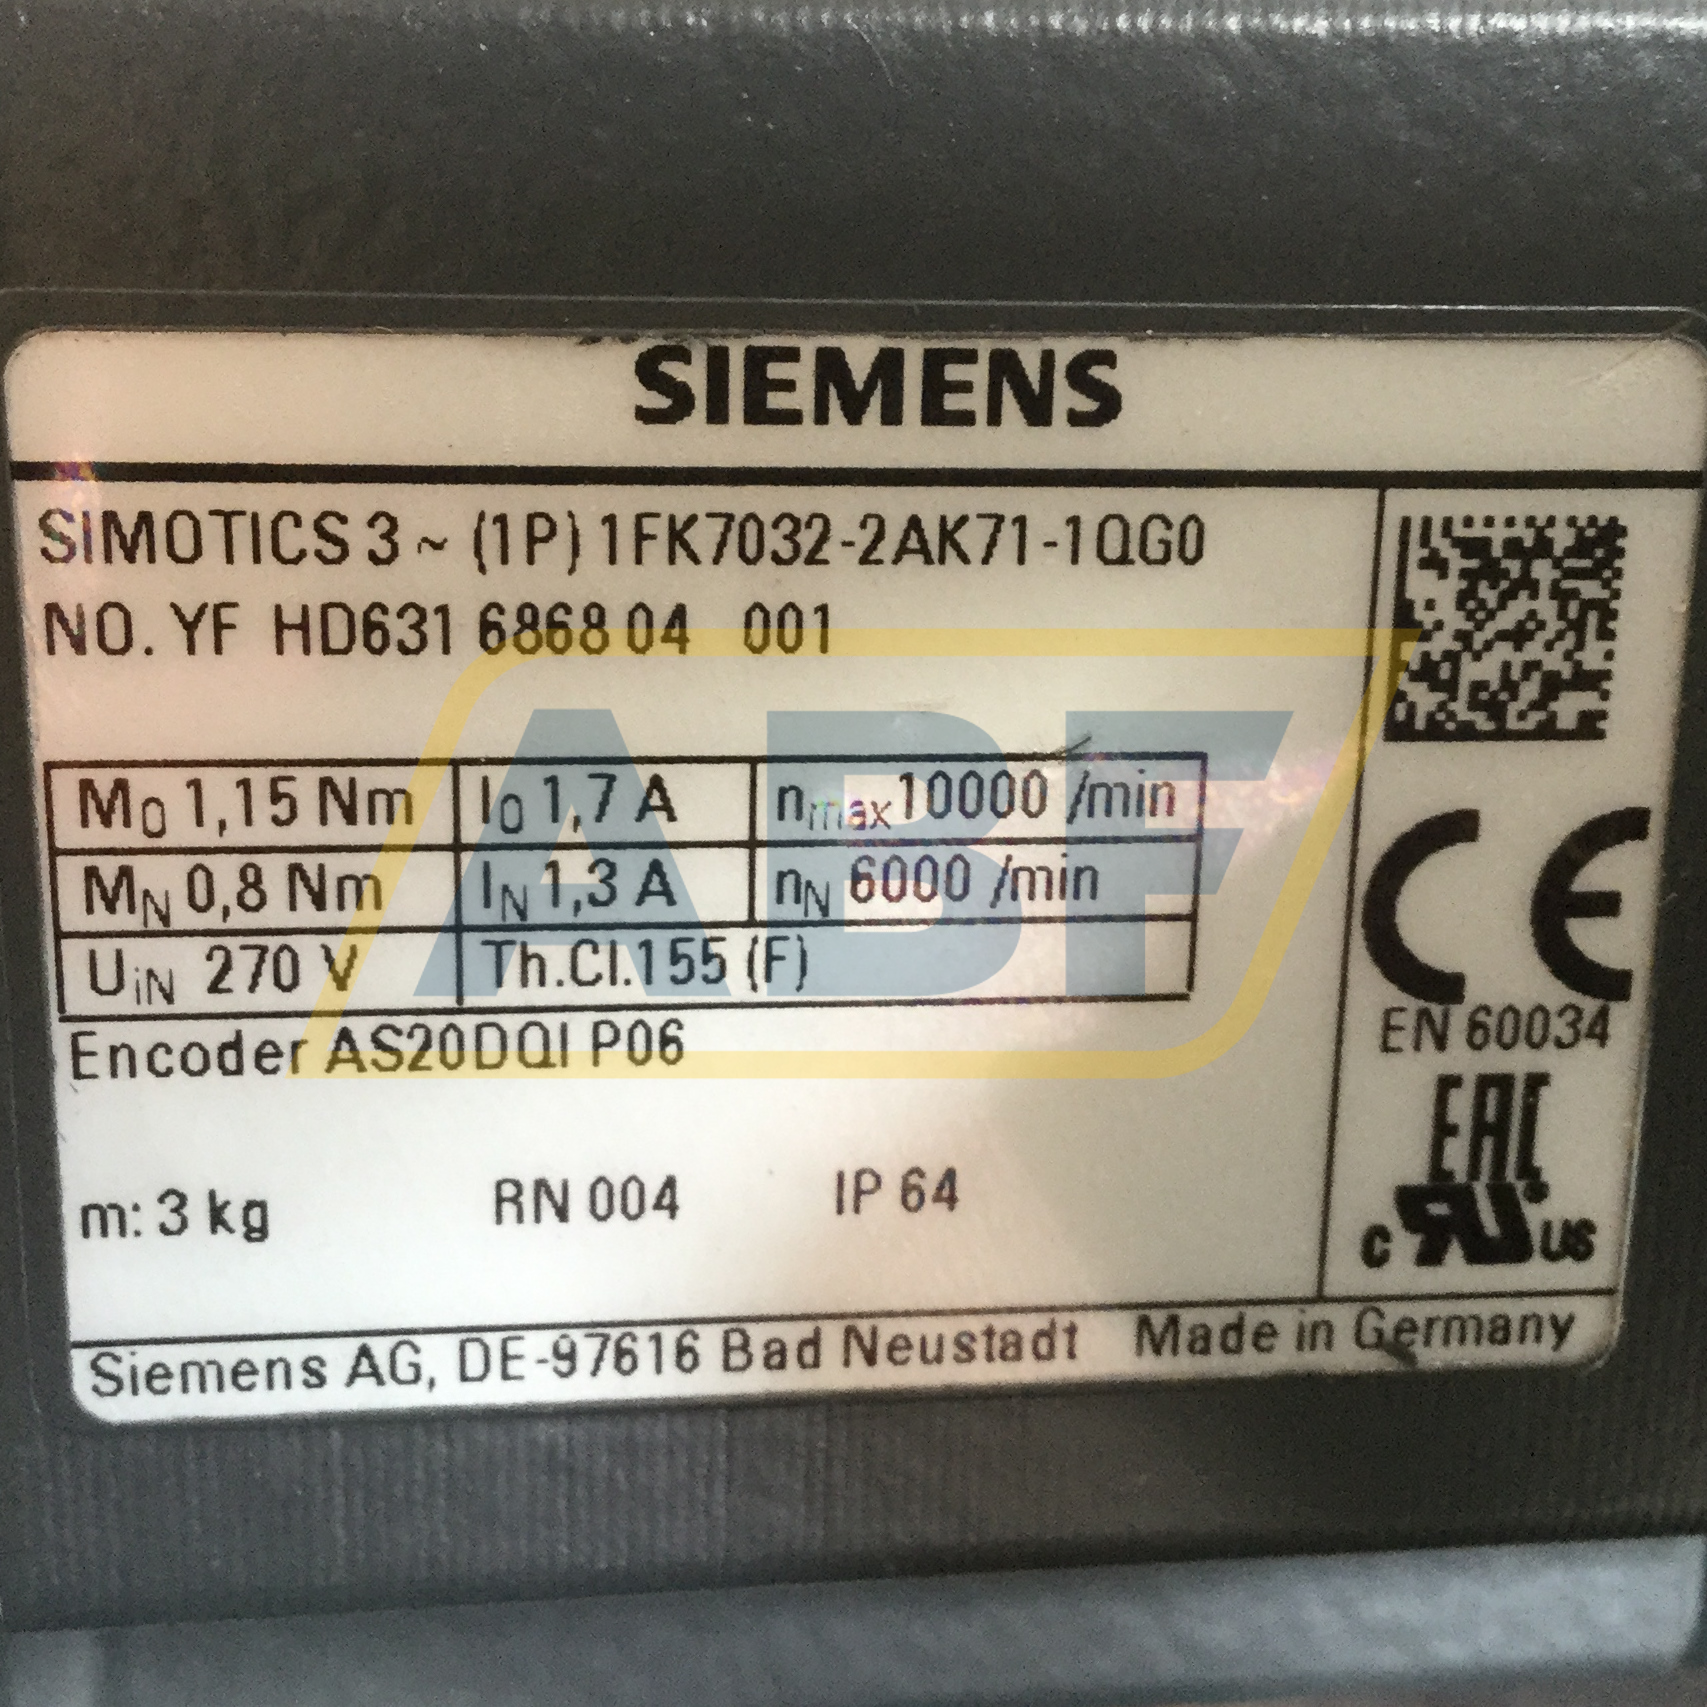 SIEMENS
SIMOTICS 3 ~ (1P) 1FK7032-2AK71-1QG0
NO. YF HD631 6868 04 001
M0 1,15 Nm I0 1,7 A nmax 10000 /min
MN 0,8 Nm IN 1,3 A nN 6000 /min
UiN 270 V Th.Cl.155 (F)
ABF
Encoder AS20DQI P06
EN 60034
EAC
m: 3 kg RN 004 IP 64
c RU us
CE
Siemens AG, DE-97616 Bad Neustadt Made in Germany